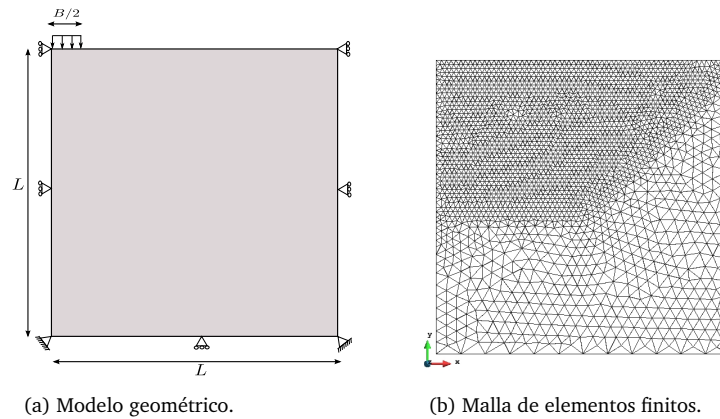 B/2
L
L
y
x
(a) Modelo geométrico.
(b) Malla de elementos finitos.